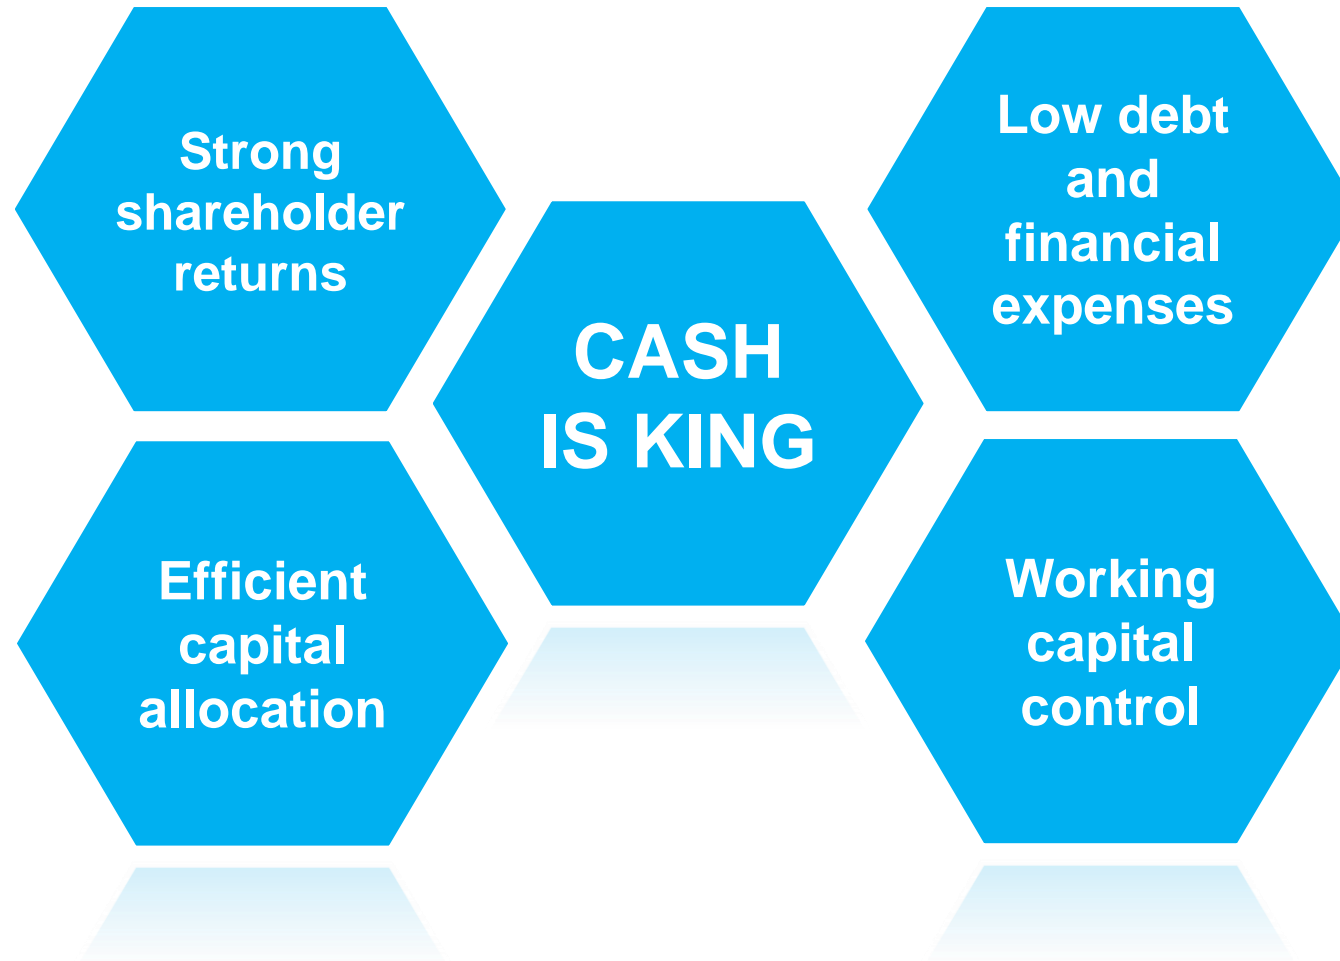 Strong
shareholder
returns
Low debt
and
financial
expenses
CASH
IS KING
Efficient
capital
allocation
Working
capital
control